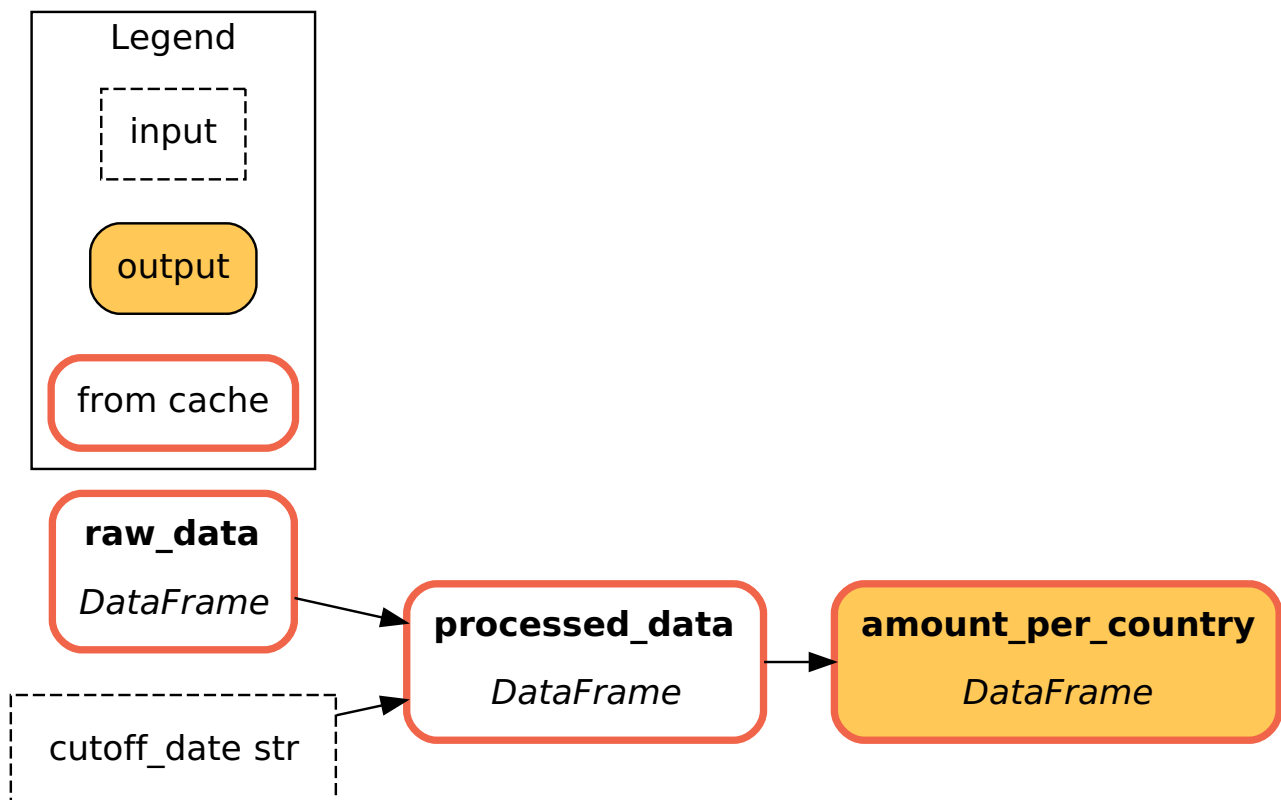 Legend
input
output
from cache
raw_data
DataFrame
processed_data
DataFrame
amount_per_country
DataFrame
cutoff_date str